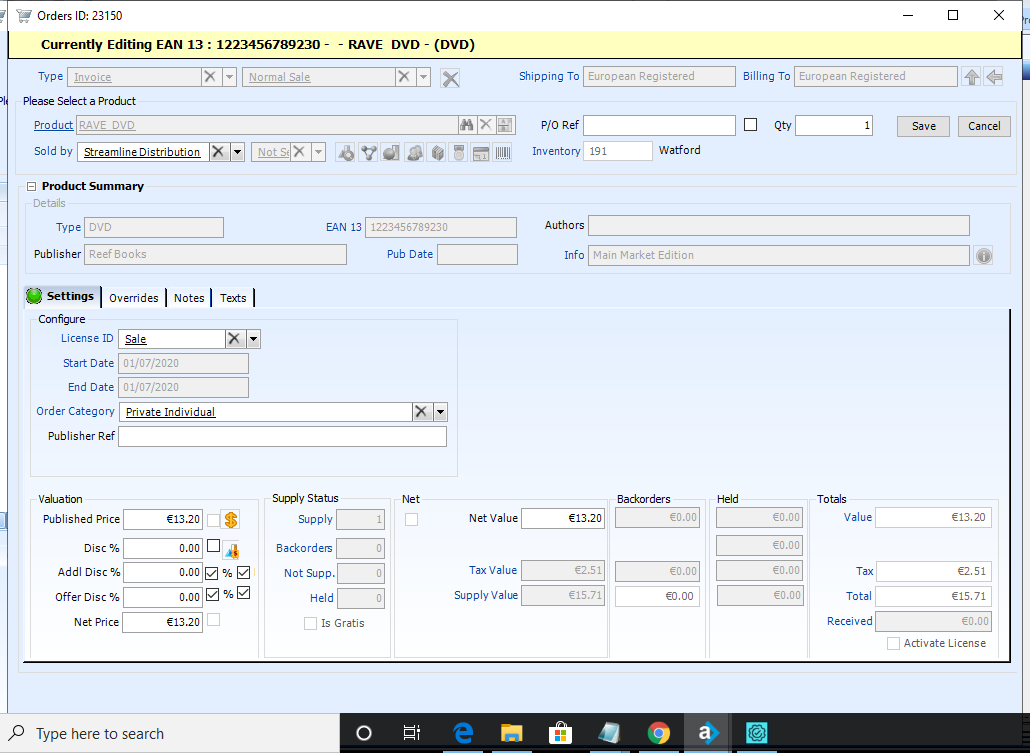 Orders ID: 23150
Currently Editing EAN 13 : 1223456789230 - - RAVE DVD - (DVD)
Type Invoice Normal Sale Shipping To European Registered Billing To European Registered
Please Select a Product
Product RAVE DVD P/O Ref Qty 1 Save Cancel
Sold by Streamline Distribution Not Se Inventory 191 Watford
Product Summary
Details
Type DVD EAN 13 1223456789230 Authors
Publisher Reef Books Pub Date Info Main Market Edition
Settings Overrides Notes Texts
Configure
License ID Sale
Start Date 01/07/2020
End Date 01/07/2020
Order Category Private Individual
Publisher Ref
Valuation Supply Status Net Backorders Held Totals
Published Price €13.20 Supply 1 Net Value €13.20 €0.00 €0.00 Value €13.20
Disc % 0.00 Backorders 0 €0.00
Addl Disc % 0.00 % Not Supp. 0 Tax Value €2.51 €0.00 €0.00 Tax €2.51
Offer Disc % 0.00 % Held 0 Supply Value €15.71 €0.00 €0.00 Total €15.71
Net Price €13.20 Is Gratis Received €0.00
Activate License
Type here to search